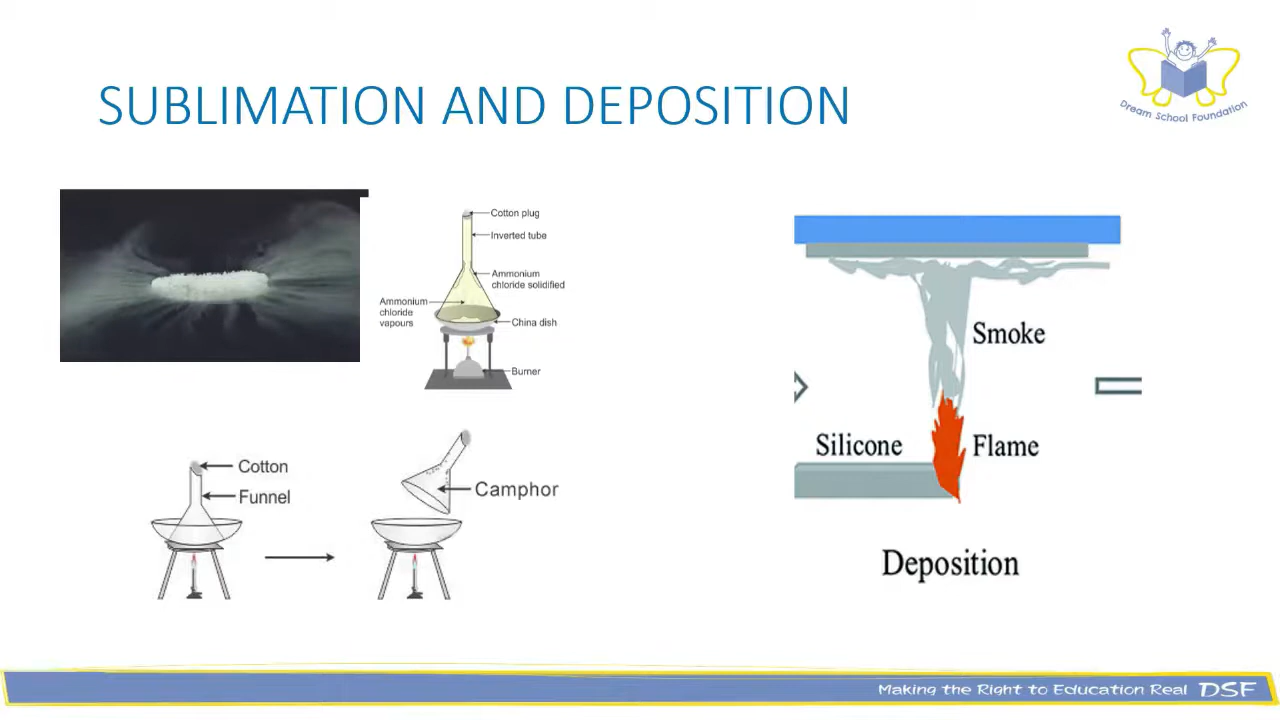 SUBLIMATION AND DEPOSITION
Dream School Foundation
Cotton plug
Inverted tube
Ammonium
chloride solidified
Ammonium
chloride
vapours
China dish
Burner
Cotton
Funnel
Camphor
Smoke
Silicone
Flame
Deposition
Making the Right to Education Real DSF